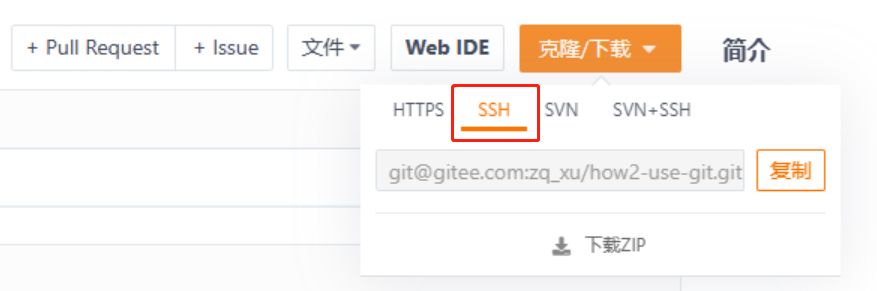 + Pull Request + Issue 文件 Web IDE 克隆/下载 简介
HTTPS SSH SVN SVN+SSH
git@gitee.com:zq_xu/how2-use-git.git 复制
下载ZIP